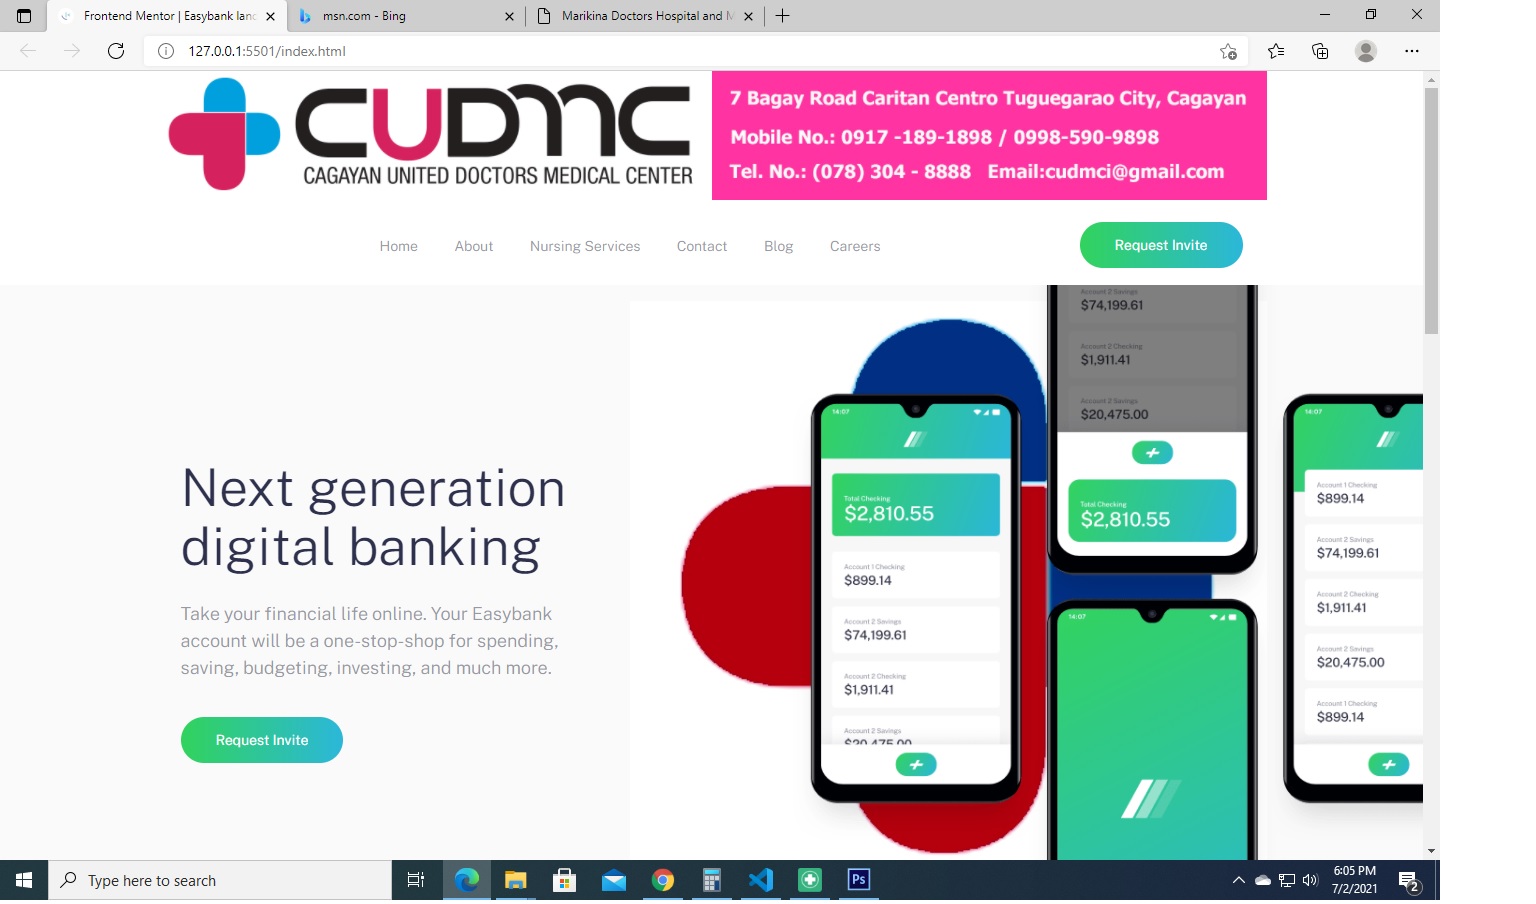 Frontend Mentor | Easybank lanc
msn.com - Bing
Marikina Doctors Hospital and M
127.0.0.1:5501/index.html
CUDMC
CAGAYAN UNITED DOCTORS MEDICAL CENTER
7 Bagay Road Caritan Centro Tuguegarao City, Cagayan
Mobile No.: 0917 -189-1898 / 0998-590-9898
Tel. No.: (078) 304 - 8888 Email:cudmci@gmail.com
Home
About
Nursing Services
Contact
Blog
Careers
Request Invite
Next generation
digital banking
Take your financial life online. Your Easybank
account will be a one-stop-shop for spending,
saving, budgeting, investing, and much more.
Request Invite
14:07
Total Checking
$2,810.55
Account 1 Checking
$899.14
Account 2 Savings
$74,199.61
Account 2 Checking
$1,911.41
Account 2 Savings
$20,475.00
Account 2 Savings
$74,199.61
Account 2 Checking
$1,911.41
Account 2 Savings
$20,475.00
Total Checking
$2,810.55
14:07
14:07
Account 1 Checking
$899.14
Account 2 Savings
$74,199.61
Account 2 Checking
$1,911.41
Account 2 Savings
$20,475.00
Account 1 Checking
$899.14
Type here to search
Ps
6:05 PM
7/2/2021
2